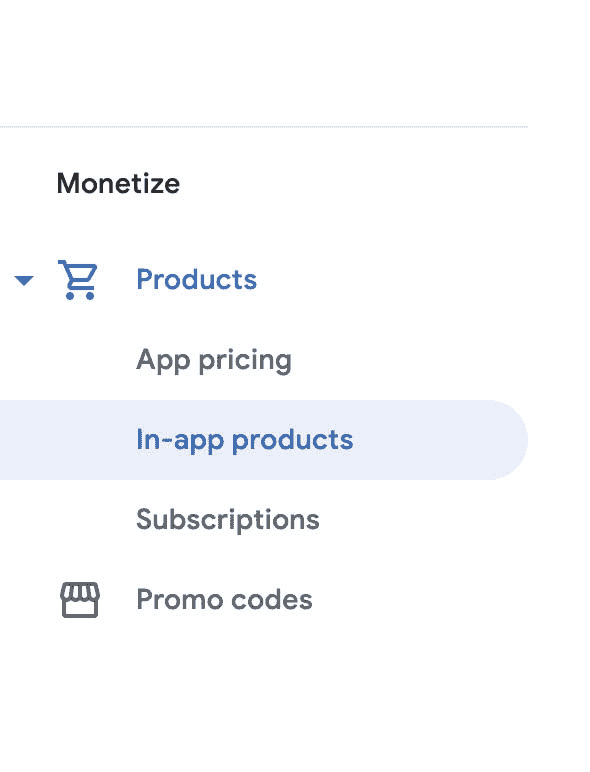 Monetize
Products
App pricing
In-app products
Subscriptions
Promo codes